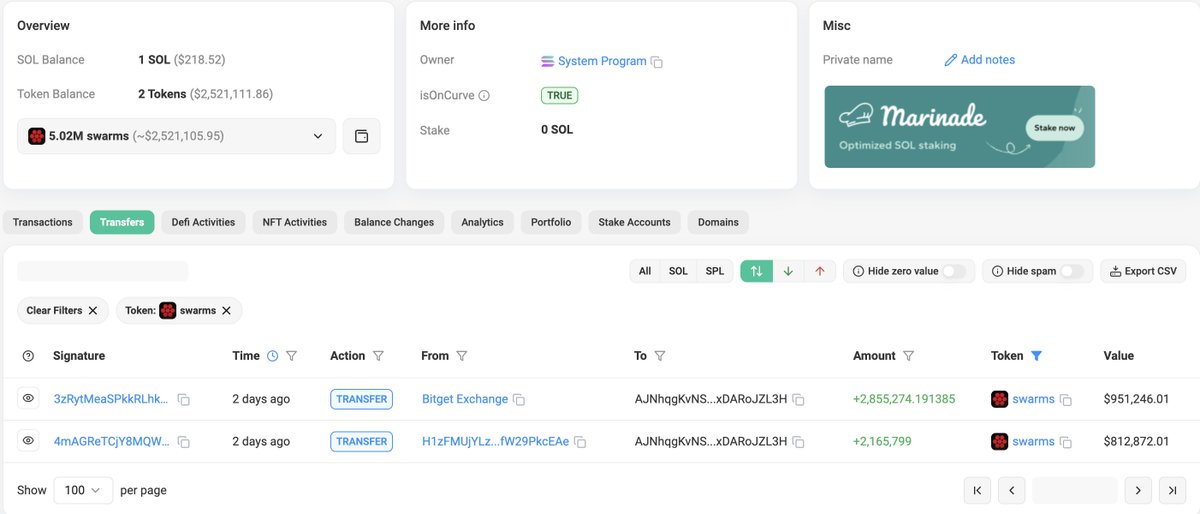 Overview
SOL Balance 1 SOL ($218.52)
Token Balance 2 Tokens ($2,521,111.86)
5.02M swarms (~$2,521,105.95)
More info
Owner System Program
isOnCurve TRUE
Stake 0 SOL
Misc
Private name Add notes
Marinade
Optimized SOL staking
Stake now
Transactions Transfers Defi Activities NFT Activities Balance Changes Analytics Portfolio Stake Accounts Domains
All SOL SPL Hide zero value Hide spam Export CSV
Clear Filters Token: swarms
Signature Time Action From To Amount Token Value
3zRytMeaSPkkRLhk... 2 days ago TRANSFER Bitget Exchange AJNhqgKvNS...xDARoJZL3H +2,855,274.191385 swarms $951,246.01
4mAGReTCjY8MQW... 2 days ago TRANSFER H1zFMUjYLz...fW29PkcEAe AJNhqgKvNS...xDARoJZL3H +2,165,799 swarms $812,872.01
Show 100 per page